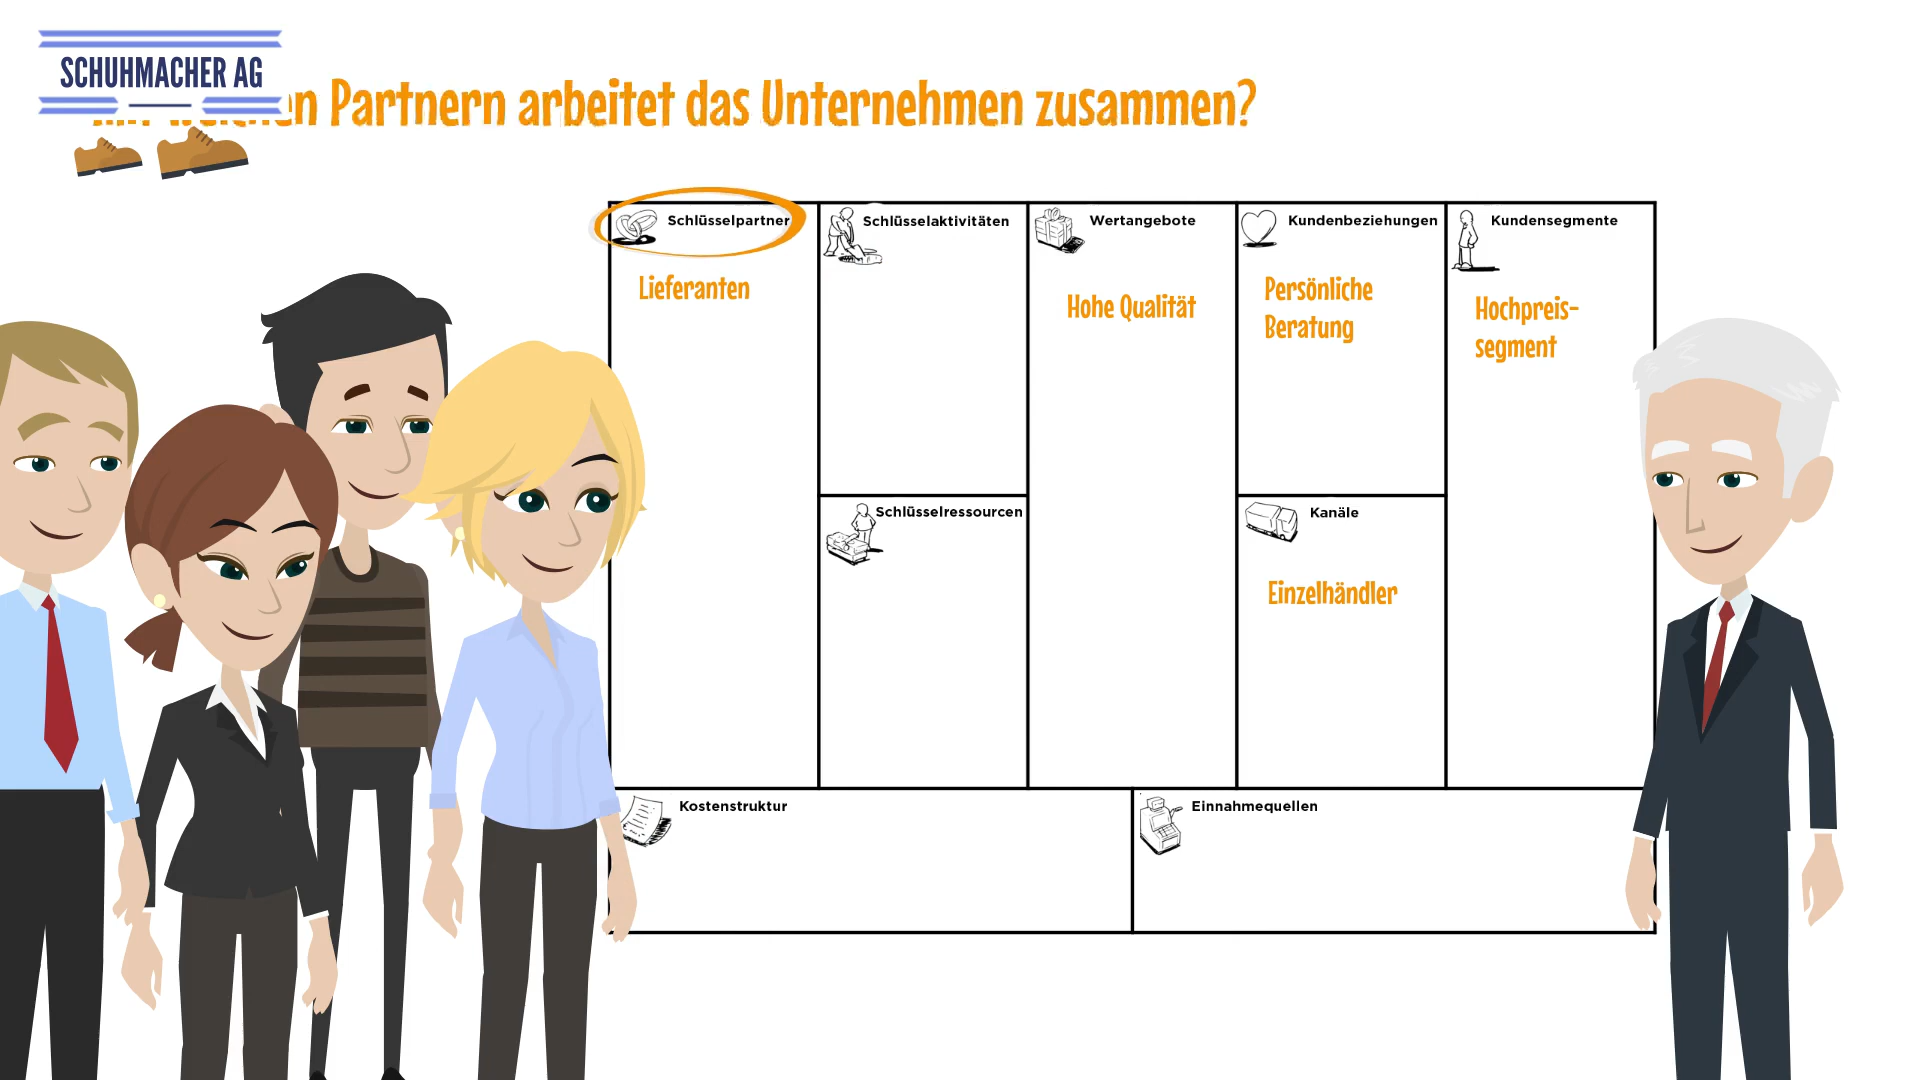 SCHUHMACHER AG
Partnern arbeitet das Unternehmen zusammen?
Schlüsselpartner
Lieferanten
Schlüsselaktivitäten
Schlüsselressourcen
Wertangebote
Hohe Qualität
Kundenbeziehungen
Persönliche
Beratung
Kanäle
Einzelhändler
Kundensegmente
Hochpreis-
segment
Kostenstruktur
Einnahmequellen